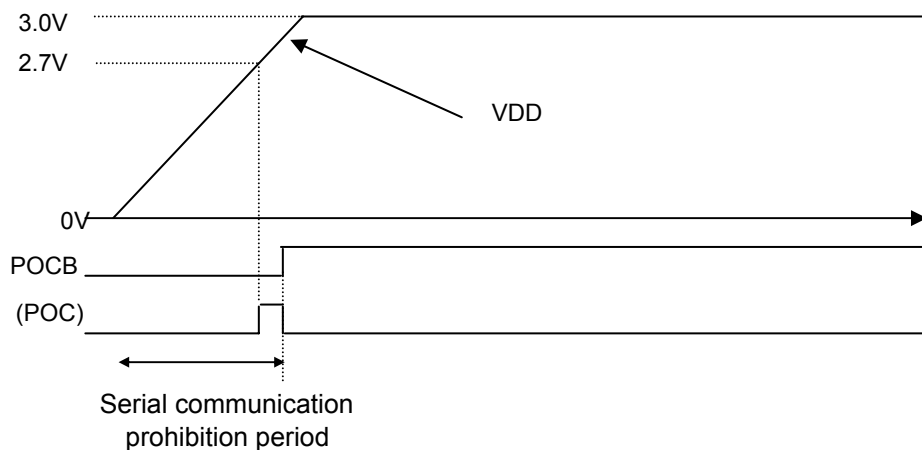 3.0V
2.7V
VDD
0V
POCB
(POC)
Serial communication
prohibition period